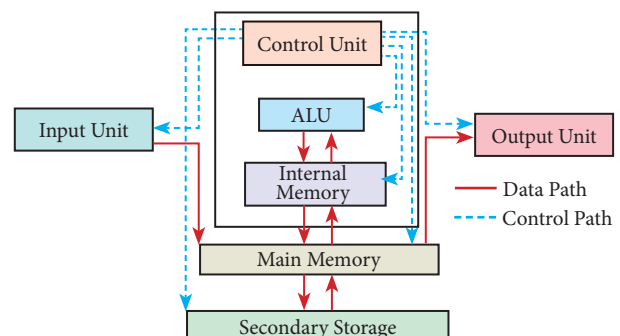 Control Unit
ALU
Input Unit
Output Unit
Internal
Memory
Data Path
Control Path
Main Memory
Secondary Storage